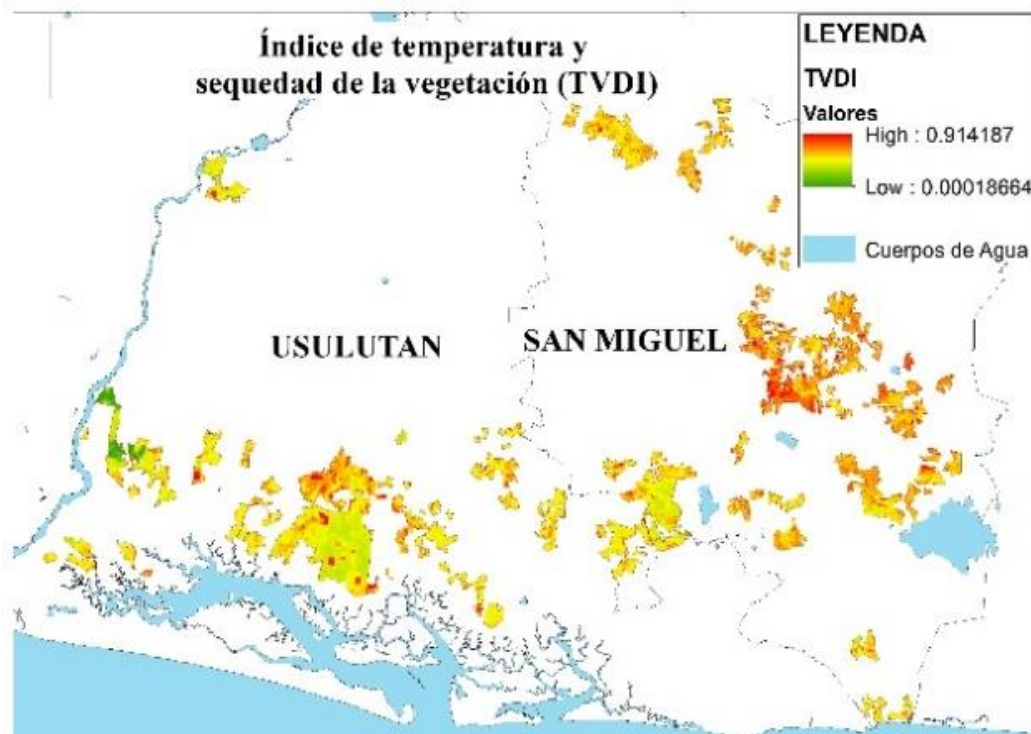 Índice de temperatura y
sequedad de la vegetación (TVDI)
LEYENDA
TVDI
Valores
High : 0.914187
Low : 0.00018664
Cuerpos de Agua
USULUTAN
SAN MIGUEL